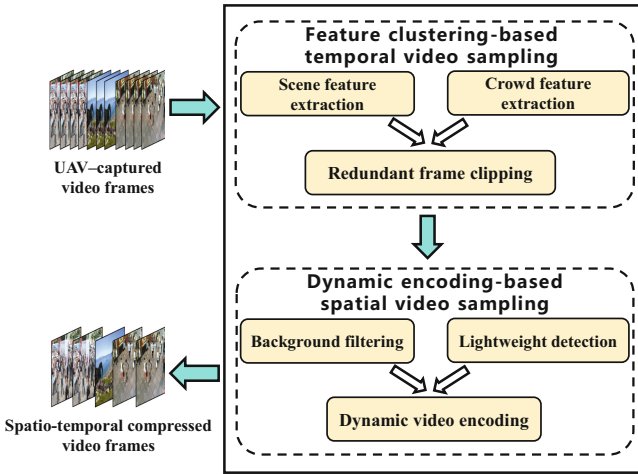 Feature clustering-based
temporal video sampling
Scene feature
extraction
Crowd feature
extraction
Redundant frame clipping
UAV–captured
video frames
Dynamic encoding-based
spatial video sampling
Background filtering
Lightweight detection
Dynamic video encoding
Spatio-temporal compressed
video frames